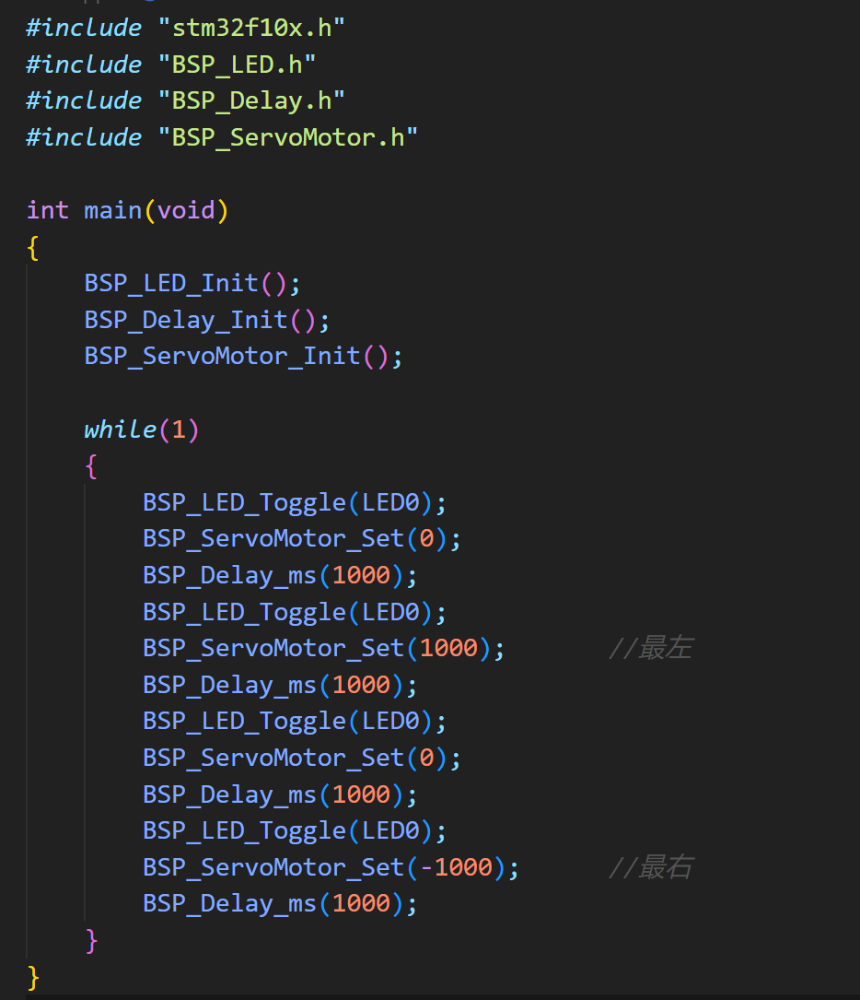 #include "stm32f10x.h"
#include "BSP_LED.h"
#include "BSP_Delay.h"
#include "BSP_ServoMotor.h"
int main(void)
{
BSP_LED_Init();
BSP_Delay_Init();
BSP_ServoMotor_Init();
while(1)
{
BSP_LED_Toggle(LED0);
BSP_ServoMotor_Set(0);
BSP_Delay_ms(1000);
BSP_LED_Toggle(LED0);
BSP_ServoMotor_Set(1000); //最左
BSP_Delay_ms(1000);
BSP_LED_Toggle(LED0);
BSP_ServoMotor_Set(0);
BSP_Delay_ms(1000);
BSP_LED_Toggle(LED0);
BSP_ServoMotor_Set(-1000); //最右
BSP_Delay_ms(1000);
}
}